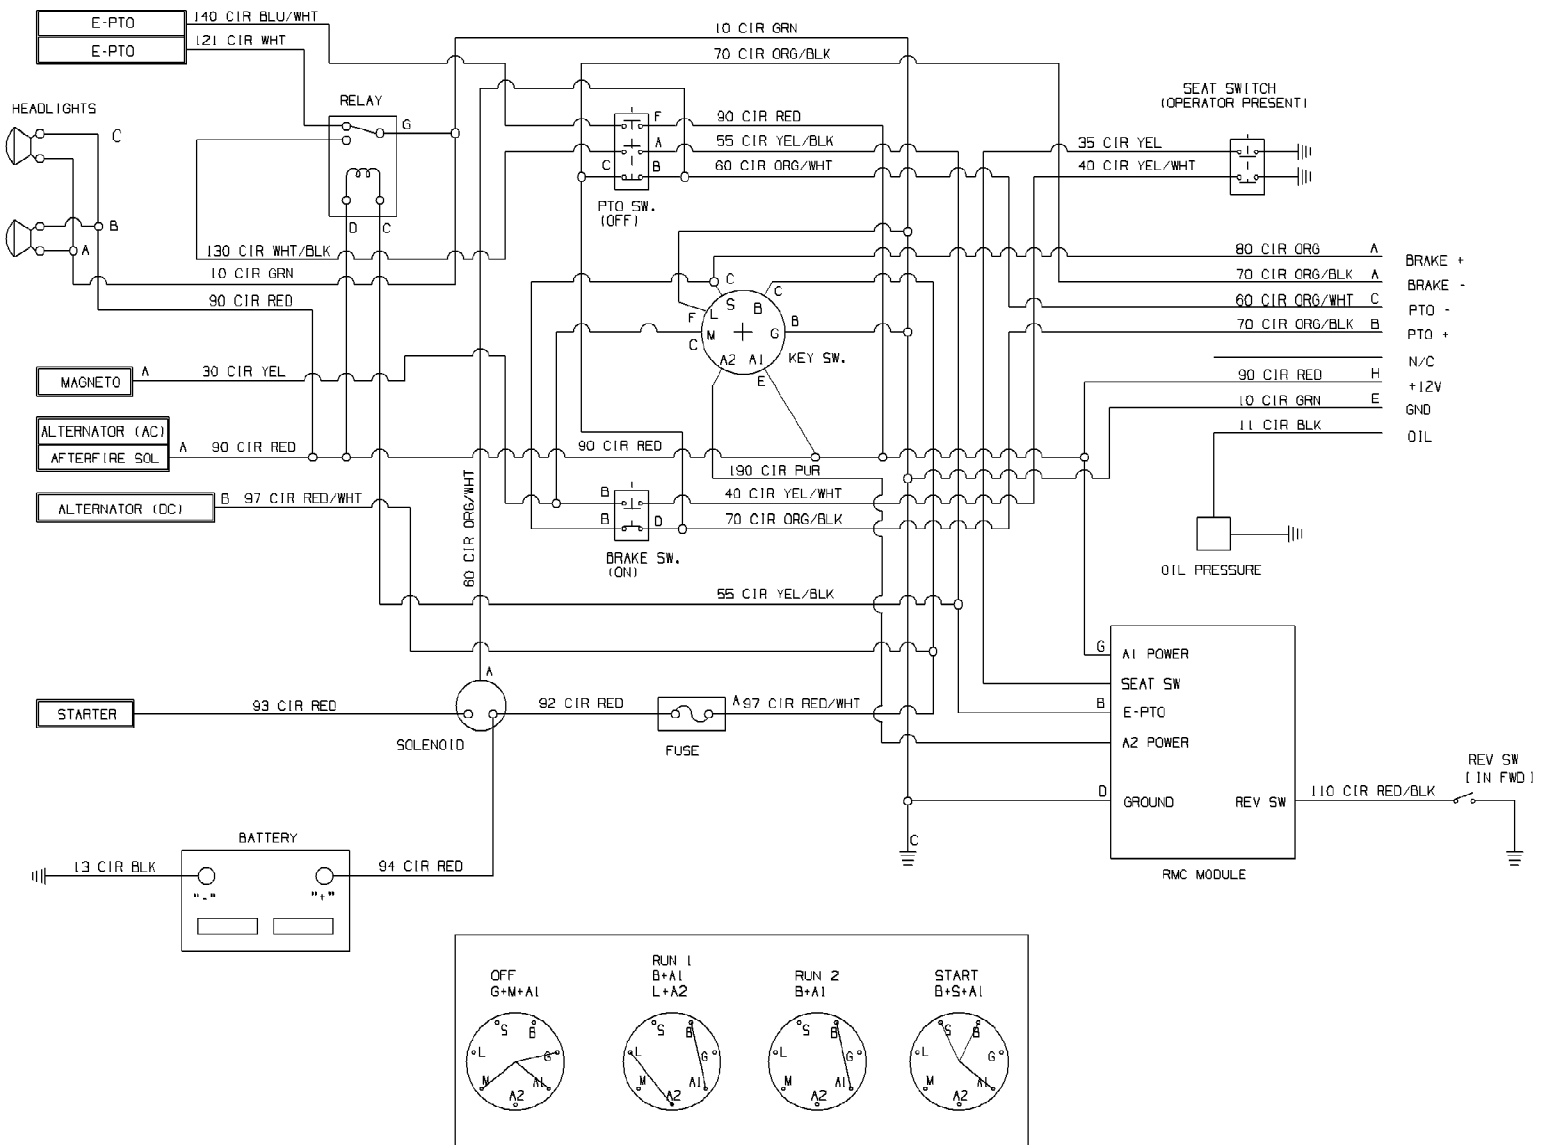 E-PTO
140 CIR BLU/WHT
E-PTO
121 CIR WHT
10 CIR GRN
70 CIR ORG/BLK
HEADLIGHTS
C
RELAY
G
SEAT SWITCH
(OPERATOR PRESENT)
F
90 CIR RED
A
55 CIR YEL/BLK
C
B
60 CIR ORG/WHT
35 CIR YEL
40 CIR YEL/WHT
PTO SW.
(OFF)
B
A
D
C
130 CIR WHT/BLK
10 CIR GRN
90 CIR RED
80 CIR ORG
A
BRAKE +
70 CIR ORG/BLK
A
BRAKE -
60 CIR ORG/WHT
C
PTO -
70 CIR ORG/BLK
B
PTO +
N/C
90 CIR RED
H
+12V
10 CIR GRN
E
GND
11 CIR BLK
OIL
C
C
S
B
F
L
B
M
G
C
A2
A1
KEY SW.
E
MAGNETO
A
30 CIR YEL
ALTERNATOR (AC)
AFTERFIRE SOL
A
90 CIR RED
90 CIR RED
190 CIR PUR
ALTERNATOR (DC)
B
97 CIR RED/WHT
60 CIR ORG/WHT
B
40 CIR YEL/WHT
B
D
70 CIR ORG/BLK
BRAKE SW.
(ON)
OIL PRESSURE
55 CIR YEL/BLK
A
STARTER
93 CIR RED
92 CIR RED
A
97 CIR RED/WHT
SOLENOID
FUSE
G
A1 POWER
SEAT SW
B
E-PTO
A2 POWER
D
GROUND
REV SW
110 CIR RED/BLK
REV SW
(IN FWD)
C
RMC MODULE
BATTERY
13 CIR BLK
94 CIR RED
"-"
"+"
OFF
G+M+A1
RUN 1
B+A1
L+A2
RUN 2
B+A1
START
B+S+A1
S
B
L
G
M
A1
A2
S
B
L
G
M
A1
A2
S
B
L
G
M
A1
A2
S
B
L
G
M
A1
A2